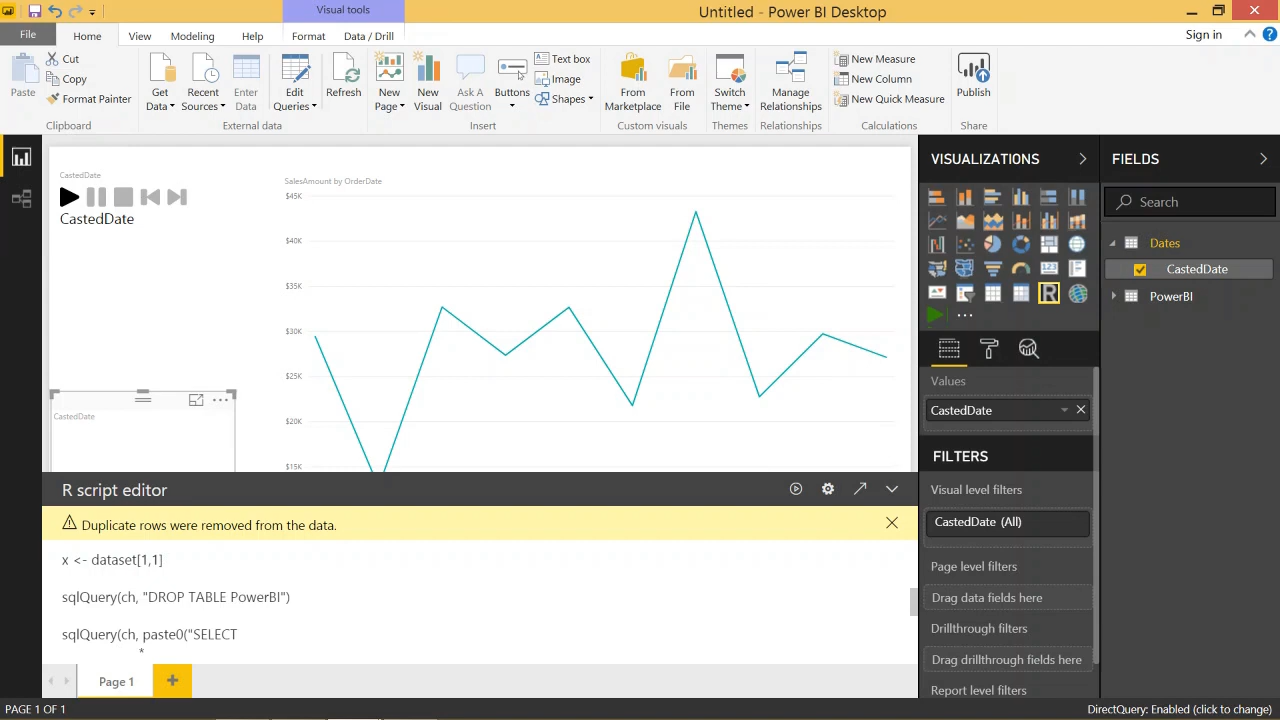 Visual tools
Untitled - Power BI Desktop
File
Home
View
Modeling
Help
Format
Data / Drill
Sign in
Paste
Cut
Copy
Format Painter
Clipboard
Get Data
Recent Sources
Enter Data
Edit Queries
Refresh
External data
New Page
New Visual
Ask A Question
Buttons
Text box
Image
Shapes
Insert
From Marketplace
From File
Custom visuals
Switch Theme
Themes
Manage Relationships
Relationships
New Measure
New Column
New Quick Measure
Calculations
Publish
Share
CastedDate
CastedDate
SalesAmount by OrderDate
$45K
$40K
$35K
$30K
$25K
$20K
$15K
CastedDate
R script editor
Duplicate rows were removed from the data.
x <- dataset[1,1]
sqlQuery(ch, "DROP TABLE PowerBI")
sqlQuery(ch, paste0("SELECT
*
Page 1
PAGE 1 OF 1
VISUALIZATIONS
123
R
Values
CastedDate
FILTERS
Visual level filters
CastedDate (All)
Page level filters
Drag data fields here
Drillthrough filters
Drag drillthrough fields here
Report level filters
FIELDS
Search
Dates
CastedDate
PowerBI
DirectQuery: Enabled (click to change)